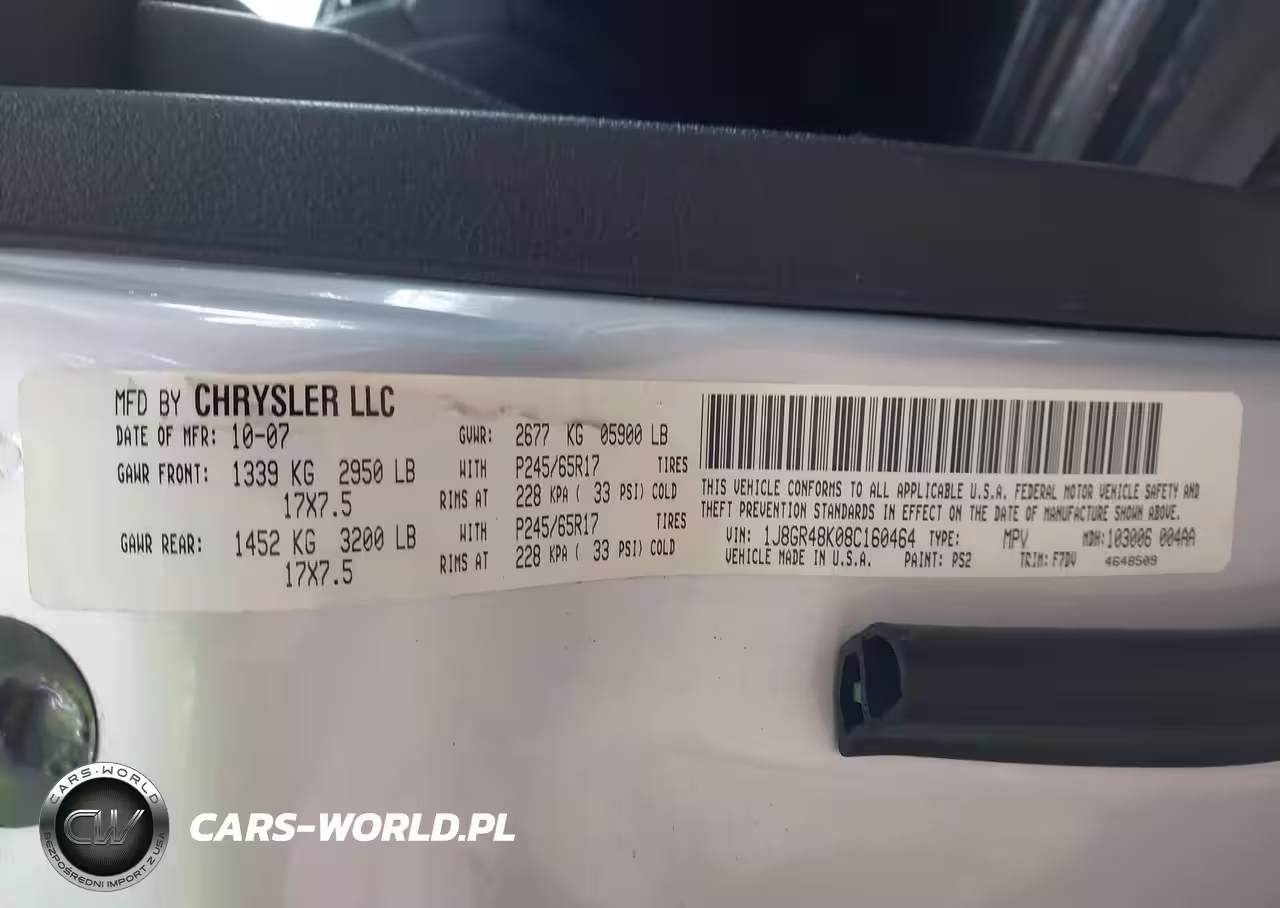 MFD BY CHRYSLER LLC
DATE OF MFR: 10-07 GVWR: 2677 KG 05900 LB
GAWR FRONT: 1339 KG 2950 LB WITH P245/65R17 TIRES
17X7.5 RIMS AT 228 KPA ( 33 PSI) COLD
GAWR REAR: 1452 KG 3200 LB WITH P245/65R17 TIRES
17X7.5 RIMS AT 228 KPA ( 33 PSI) COLD
THIS VEHICLE CONFORMS TO ALL APPLICABLE U.S.A. FEDERAL MOTOR VEHICLE SAFETY AND
THEFT PREVENTION STANDARDS IN EFFECT ON THE DATE OF MANUFACTURE SHOWN ABOVE.
VIN: 1J8GR48K08C160464 TYPE: MPV MDH: 103006 004AA
VEHICLE MADE IN U.S.A. PAINT: PS2 TRIM: F7DV 4648509
CARS-WORLD
CW
BEZPOŚREDNI IMPORT Z USA
CARS-WORLD.PL